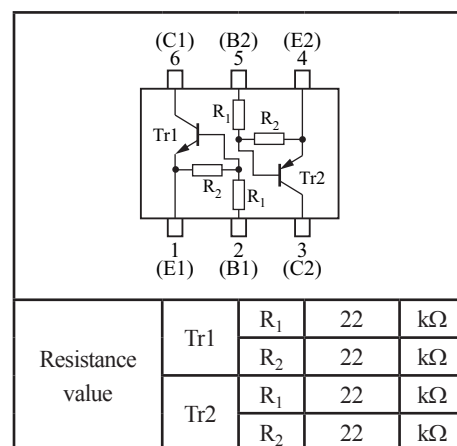 (C1) (B2) (E2)
6 5 4
R1
R2
Tr1
Tr2
R2
R1
1 2 3
(E1) (B1) (C2)
Resistance value Tr1 R1 22 kΩ
R2 22 kΩ
Tr2 R1 22 kΩ
R2 22 kΩ